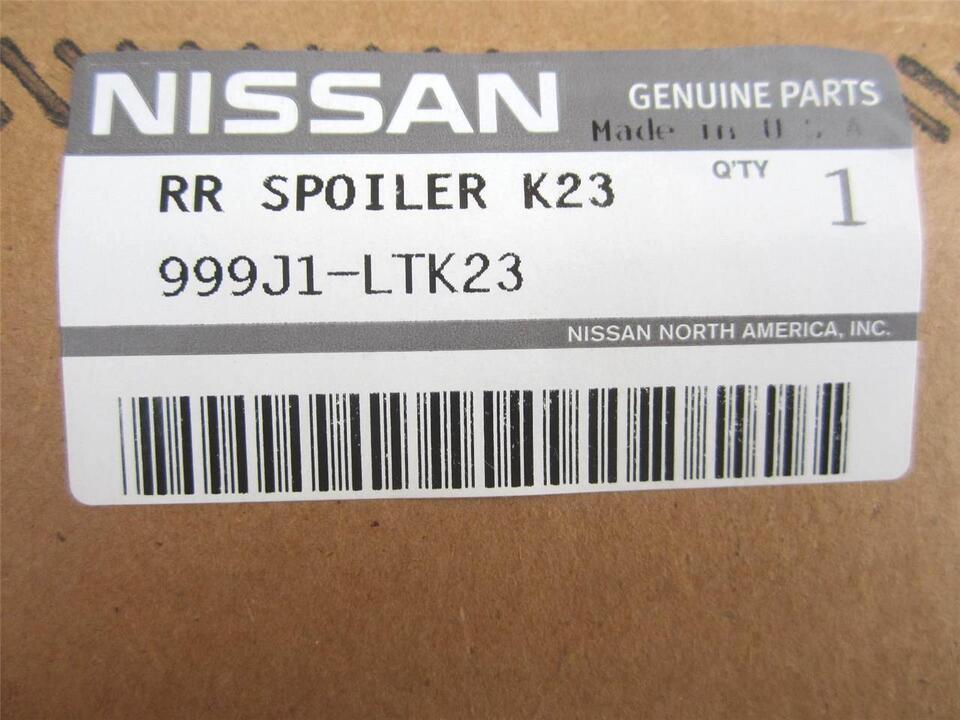 NISSAN GENUINE PARTS
Made in U S A
RR SPOILER K23 Q'TY 1
999J1-LTK23
NISSAN NORTH AMERICA, INC.